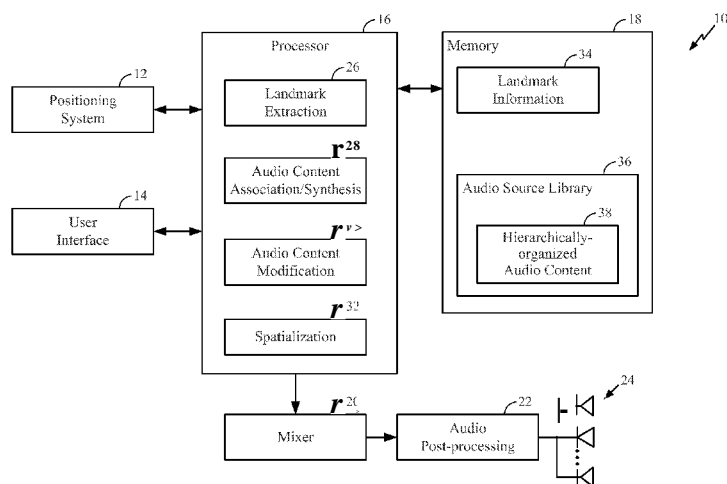 16
Processor
18
Memory
10
12
Positioning
System
26
Landmark
Extraction
34
Landmark
Information
r 28
Audio Content
Association/Synthesis
36
Audio Source Library
14
User
Interface
38
Hierarchically-
organized
Audio Content
Audio Content
Modification
r 32
Spatialization
r 20
Mixer
22
Audio
Post-processing
24